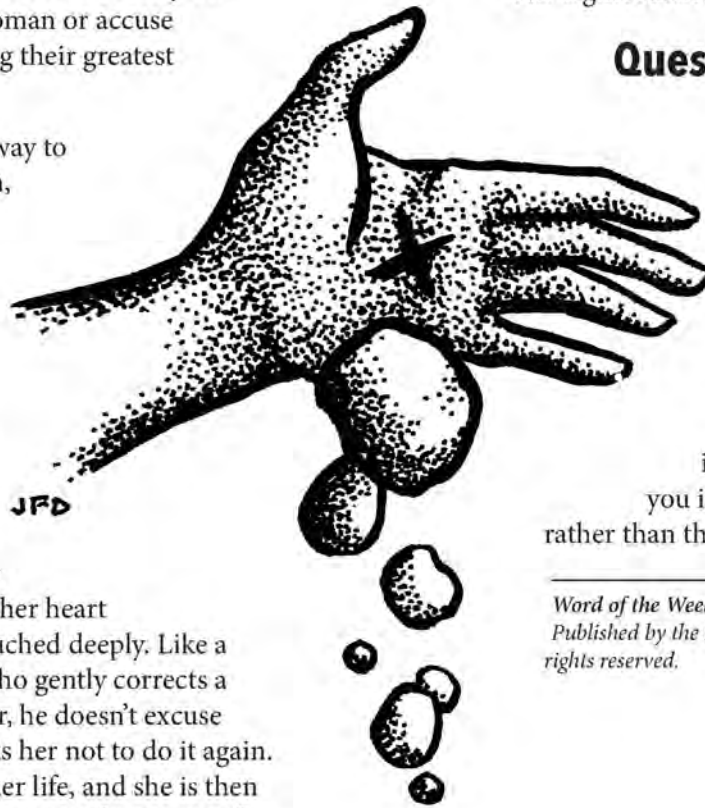 oman or accuse
g their greatest
way to
JFD
her heart
uched deeply. Like a
ho gently corrects a
r, he doesn't excuse
s her not to do it again.
er life, and she is then
Ques
i
you i
rather than th
Word of the Wee
Published by the
rights reserved.